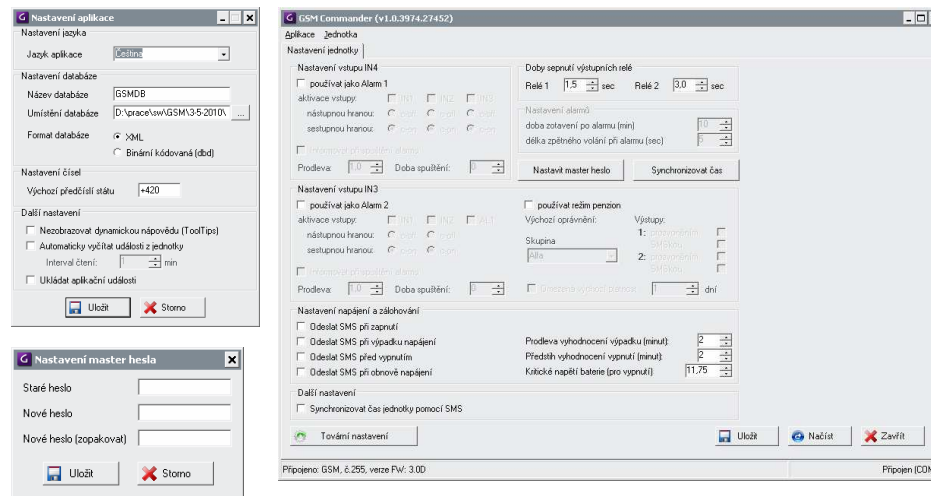 Nastavení aplikace
Nastavení jazyka
Jazyk aplikace
Čeština
Nastavení databáze
Název databáze
GSMDB
Umístění databáze
D:\prace\sw\GSM\3-5-2010\
...
Format databáze
XML
Binární kódovaná (dbd)
Nastavení čísel
Výchozí předčíslí státu
+420
Další nastavení
Nezobrazovat dynamickou nápovědu (ToolTips)
Automaticky vyčítat události z jednotky
Interval čtení:
1
min
Ukládat aplikační události
Uložit
Storno
Nastavení master hesla
Staré heslo
Nové heslo
Nové heslo (zopakovat)
Uložit
Storno
GSM Commander (v1.0.3974.27452)
Aplikace Jednotka
Nastavení jednotky
Nastavení vstupu IN4
používat jako Alarm 1
aktivace vstupy: IN1 IN2 IN3
nástupnou hranou:
sestupnou hranou:
Prodleva: 1,0 Doba spuštění: 0
Doby sepnutí výstupních relé
Relé 1 1,5 sec Relé 2 3,0 sec
Nastavení alarmů
doba zotavení po alarmu (min) 10
délka zpětného volání při alarmu (sec) 5
Nastavit master heslo
Synchronizovat čas
Nastavení vstupu IN3
používat jako Alarm 2
aktivace vstupy: IN1 IN2
nástupnou hranou:
sestupnou hranou:
Prodleva: 1,0 Doba spuštění: 0
používat režim penzion
Výchozí oprávnění: Výstupy:
Skupina
Alfa
1: prozvoněním
SMSkou
2: prozvoněním
SMSkou
1 dní
Nastavení napájení a zálohování
Odeslat SMS při zapnutí
Odeslat SMS při výpadku napájení
Odeslat SMS před vypnutím
Odeslat SMS při obnově napájení
Prodleva vyhodnocení výpadku (minut): 2
Předstih vyhodnocení vypnutí (minut): 2
Kritické napětí baterie (pro vypnutí) 11,75
Další nastavení
Synchronizovat čas jednotky pomocí SMS
Tovární nastavení
Uložit
Načíst
Zavřít
Připojeno: GSM, č.255, verze FW: 3.0D
Připojen (COM